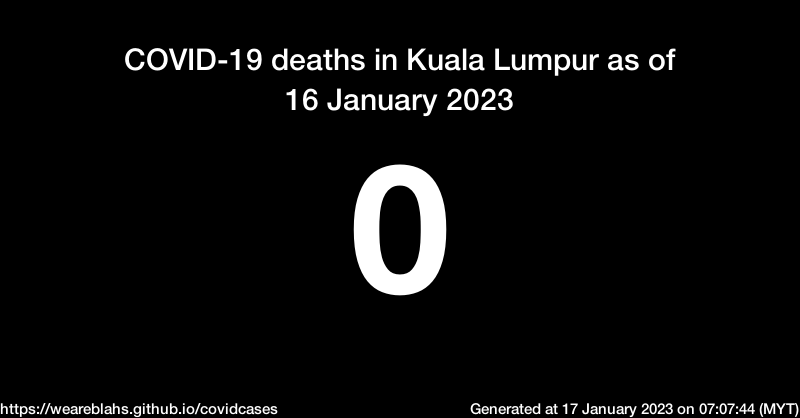 COVID-19 deaths in Kuala Lumpur as of
16 January 2023
0
https://weareblahs.github.io/covidcases
Generated at 17 January 2023 on 07:07:44 (MYT)